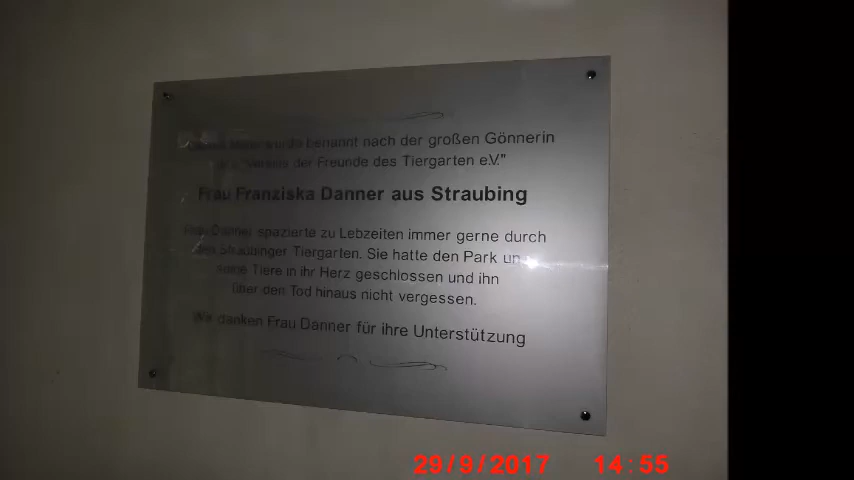 wurde benannt nach der großen Gönnerin
"Vereins der Freunde des Tiergarten e.V."
Frau Franziska Danner aus Straubing
Frau Danner spazierte zu Lebzeiten immer gerne durch
den Straubinger Tiergarten. Sie hatte den Park un
seine Tiere in ihr Herz geschlossen und ihn
über den Tod hinaus nicht vergessen.
Wir danken Frau Danner für ihre Unterstützung
29/9/2017 14:55